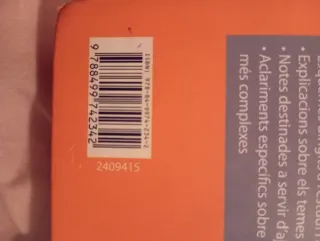 ISBN: 978-84-9974-234-2
9 788499 742342
2409415
• Explicacions sobre els temes
• Notes destinades a servir d'a
• Aclariments específics sobre
més complexes